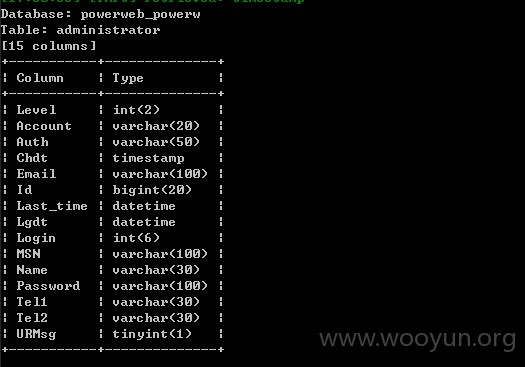 Database: powerweb_powerw
Table: administrator
[15 columns]
+-----------+--------------+
¦ Column    ¦ Type         ¦
+-----------+--------------+
¦ Level     ¦ int(2)       ¦
¦ Account   ¦ varchar(20)  ¦
¦ Auth      ¦ varchar(50)  ¦
¦ Chdt      ¦ timestamp    ¦
¦ Email     ¦ varchar(100) ¦
¦ Id        ¦ bigint(20)   ¦
¦ Last_time ¦ datetime     ¦
¦ Lgdt      ¦ datetime     ¦
¦ Login     ¦ int(6)       ¦
¦ MSN       ¦ varchar(100) ¦
¦ Name      ¦ varchar(30)  ¦
¦ Password  ¦ varchar(100) ¦
¦ Tel1      ¦ varchar(30)  ¦
¦ Tel2      ¦ varchar(30)  ¦
¦ URMsg     ¦ tinyint(1)   ¦
+-----------+--------------+
www.wooyun.org